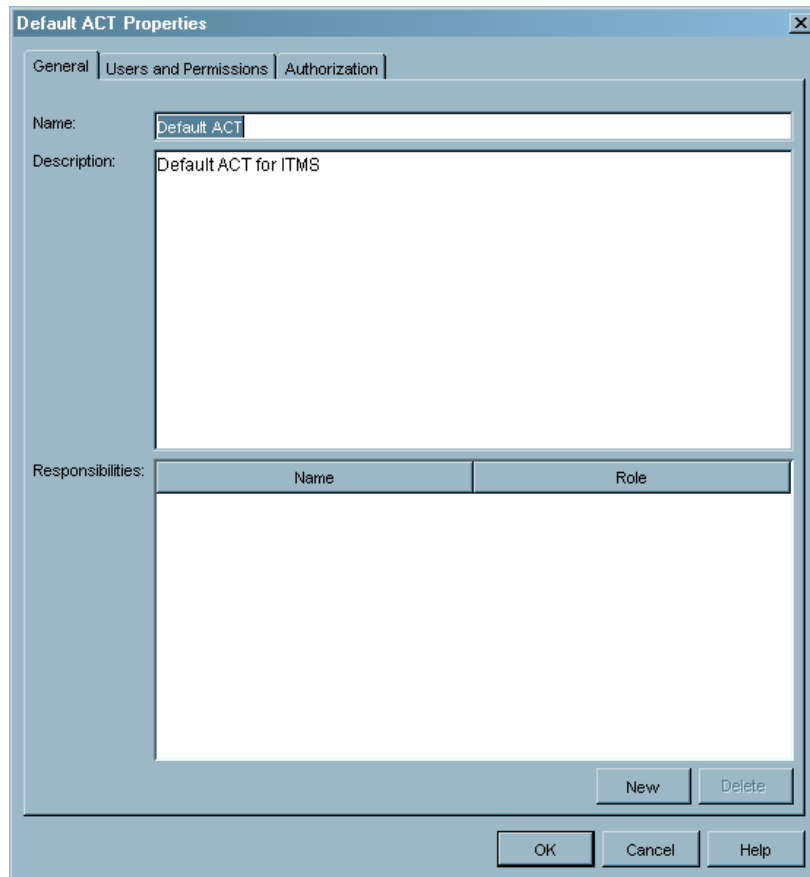 Default ACT Properties
General Users and Permissions Authorization
Name: Default ACT
Description: Default ACT for ITMS
Responsibilities: Name Role
New Delete
OK Cancel Help